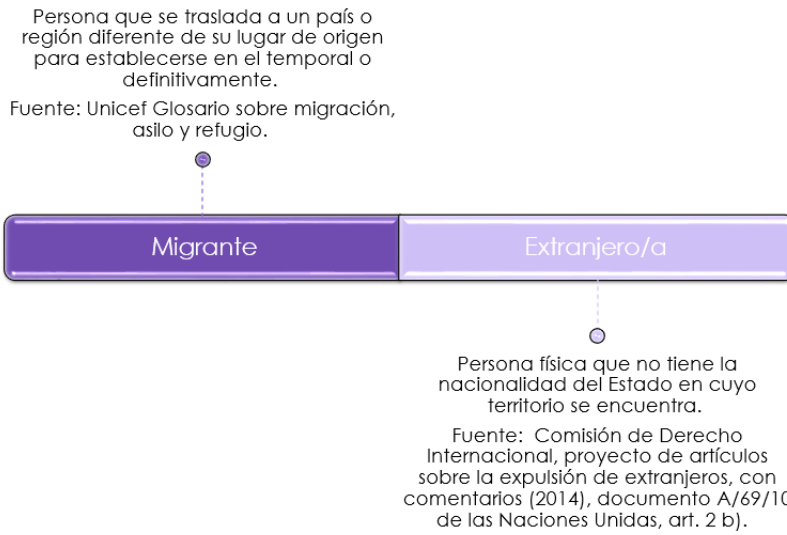 Persona que se traslada a un país o
región diferente de su lugar de origen
para establecerse en el temporal o
definitivamente.
Fuente: Unicef Glosario sobre migración,
asilo y refugio.
Migrante
Extranjero/a
Persona física que no tiene la
nacionalidad del Estado en cuyo
territorio se encuentra.
Fuente: Comisión de Derecho
Internacional, proyecto de artículos
sobre la expulsión de extranjeros, con
comentarios (2014), documento A/69/10
de las Naciones Unidas, art. 2 b).